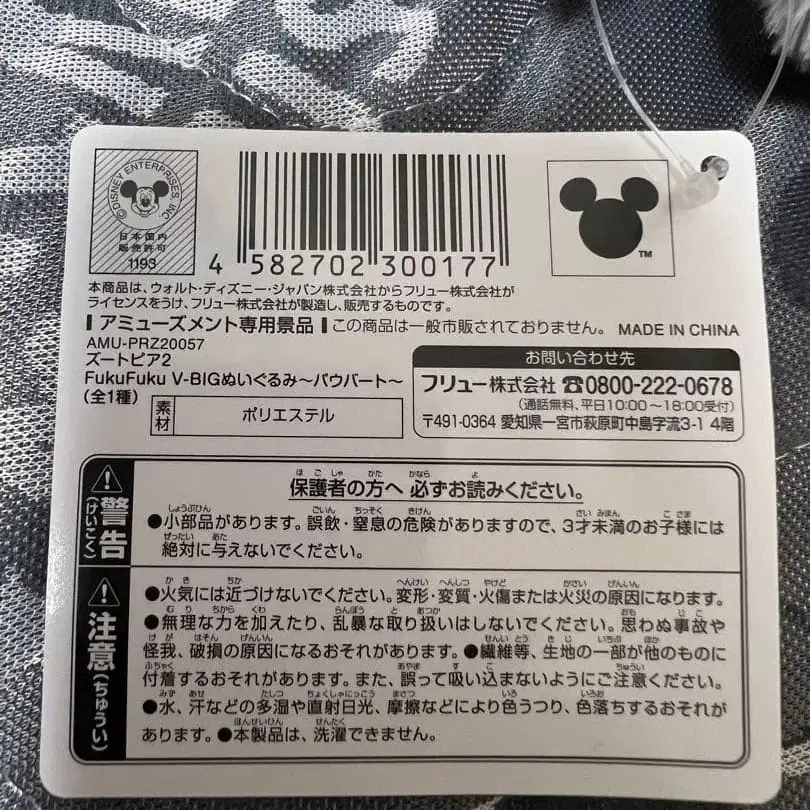 ©DISNEY ENTERPRISES, INC.
日本国内
販売許可
1193
4 582702 300177
TM
本商品は、ウォルト・ディズニー・ジャパン株式会社からフリュー株式会社が
ライセンスをうけ、フリュー株式会社が製造し、販売するものです。
アミューズメント専用景品 この商品は一般市販されておりません。 MADE IN CHINA
AMU-PRZ20057
ズートピア2
FukuFuku V-BIGぬいぐるみ~パウバート~
(全1種)
素材 ポリエステル
お問い合わせ先
フリュー株式会社 ☎0800-222-0678
(通話無料、平日10:00~18:00受付)
〒491-0364 愛知県一宮市萩原町中島字流3-1 4階
警告(けいこく)
保護者の方へ 必ずお読みください。
●小部品があります。誤飲・窒息の危険がありますので、3才未満のお子様には
絶対に与えないでください。
注意(ちゅうい)
●火気には近づけないでください。変形・変質・火傷または火災の原因になります。
●無理な力を加えたり、乱暴な取り扱いはしないでください。思わぬ事故や
怪我、破損の原因になるおそれがあります。●繊維等、生地の一部が他のものに
付着するおそれがあります。また、誤って吸い込まないようにご注意ください。
●水、汗などの多湿や直射日光、摩擦などにより色うつり、色落ちするおそれが
あります。●本製品は、洗濯できません。